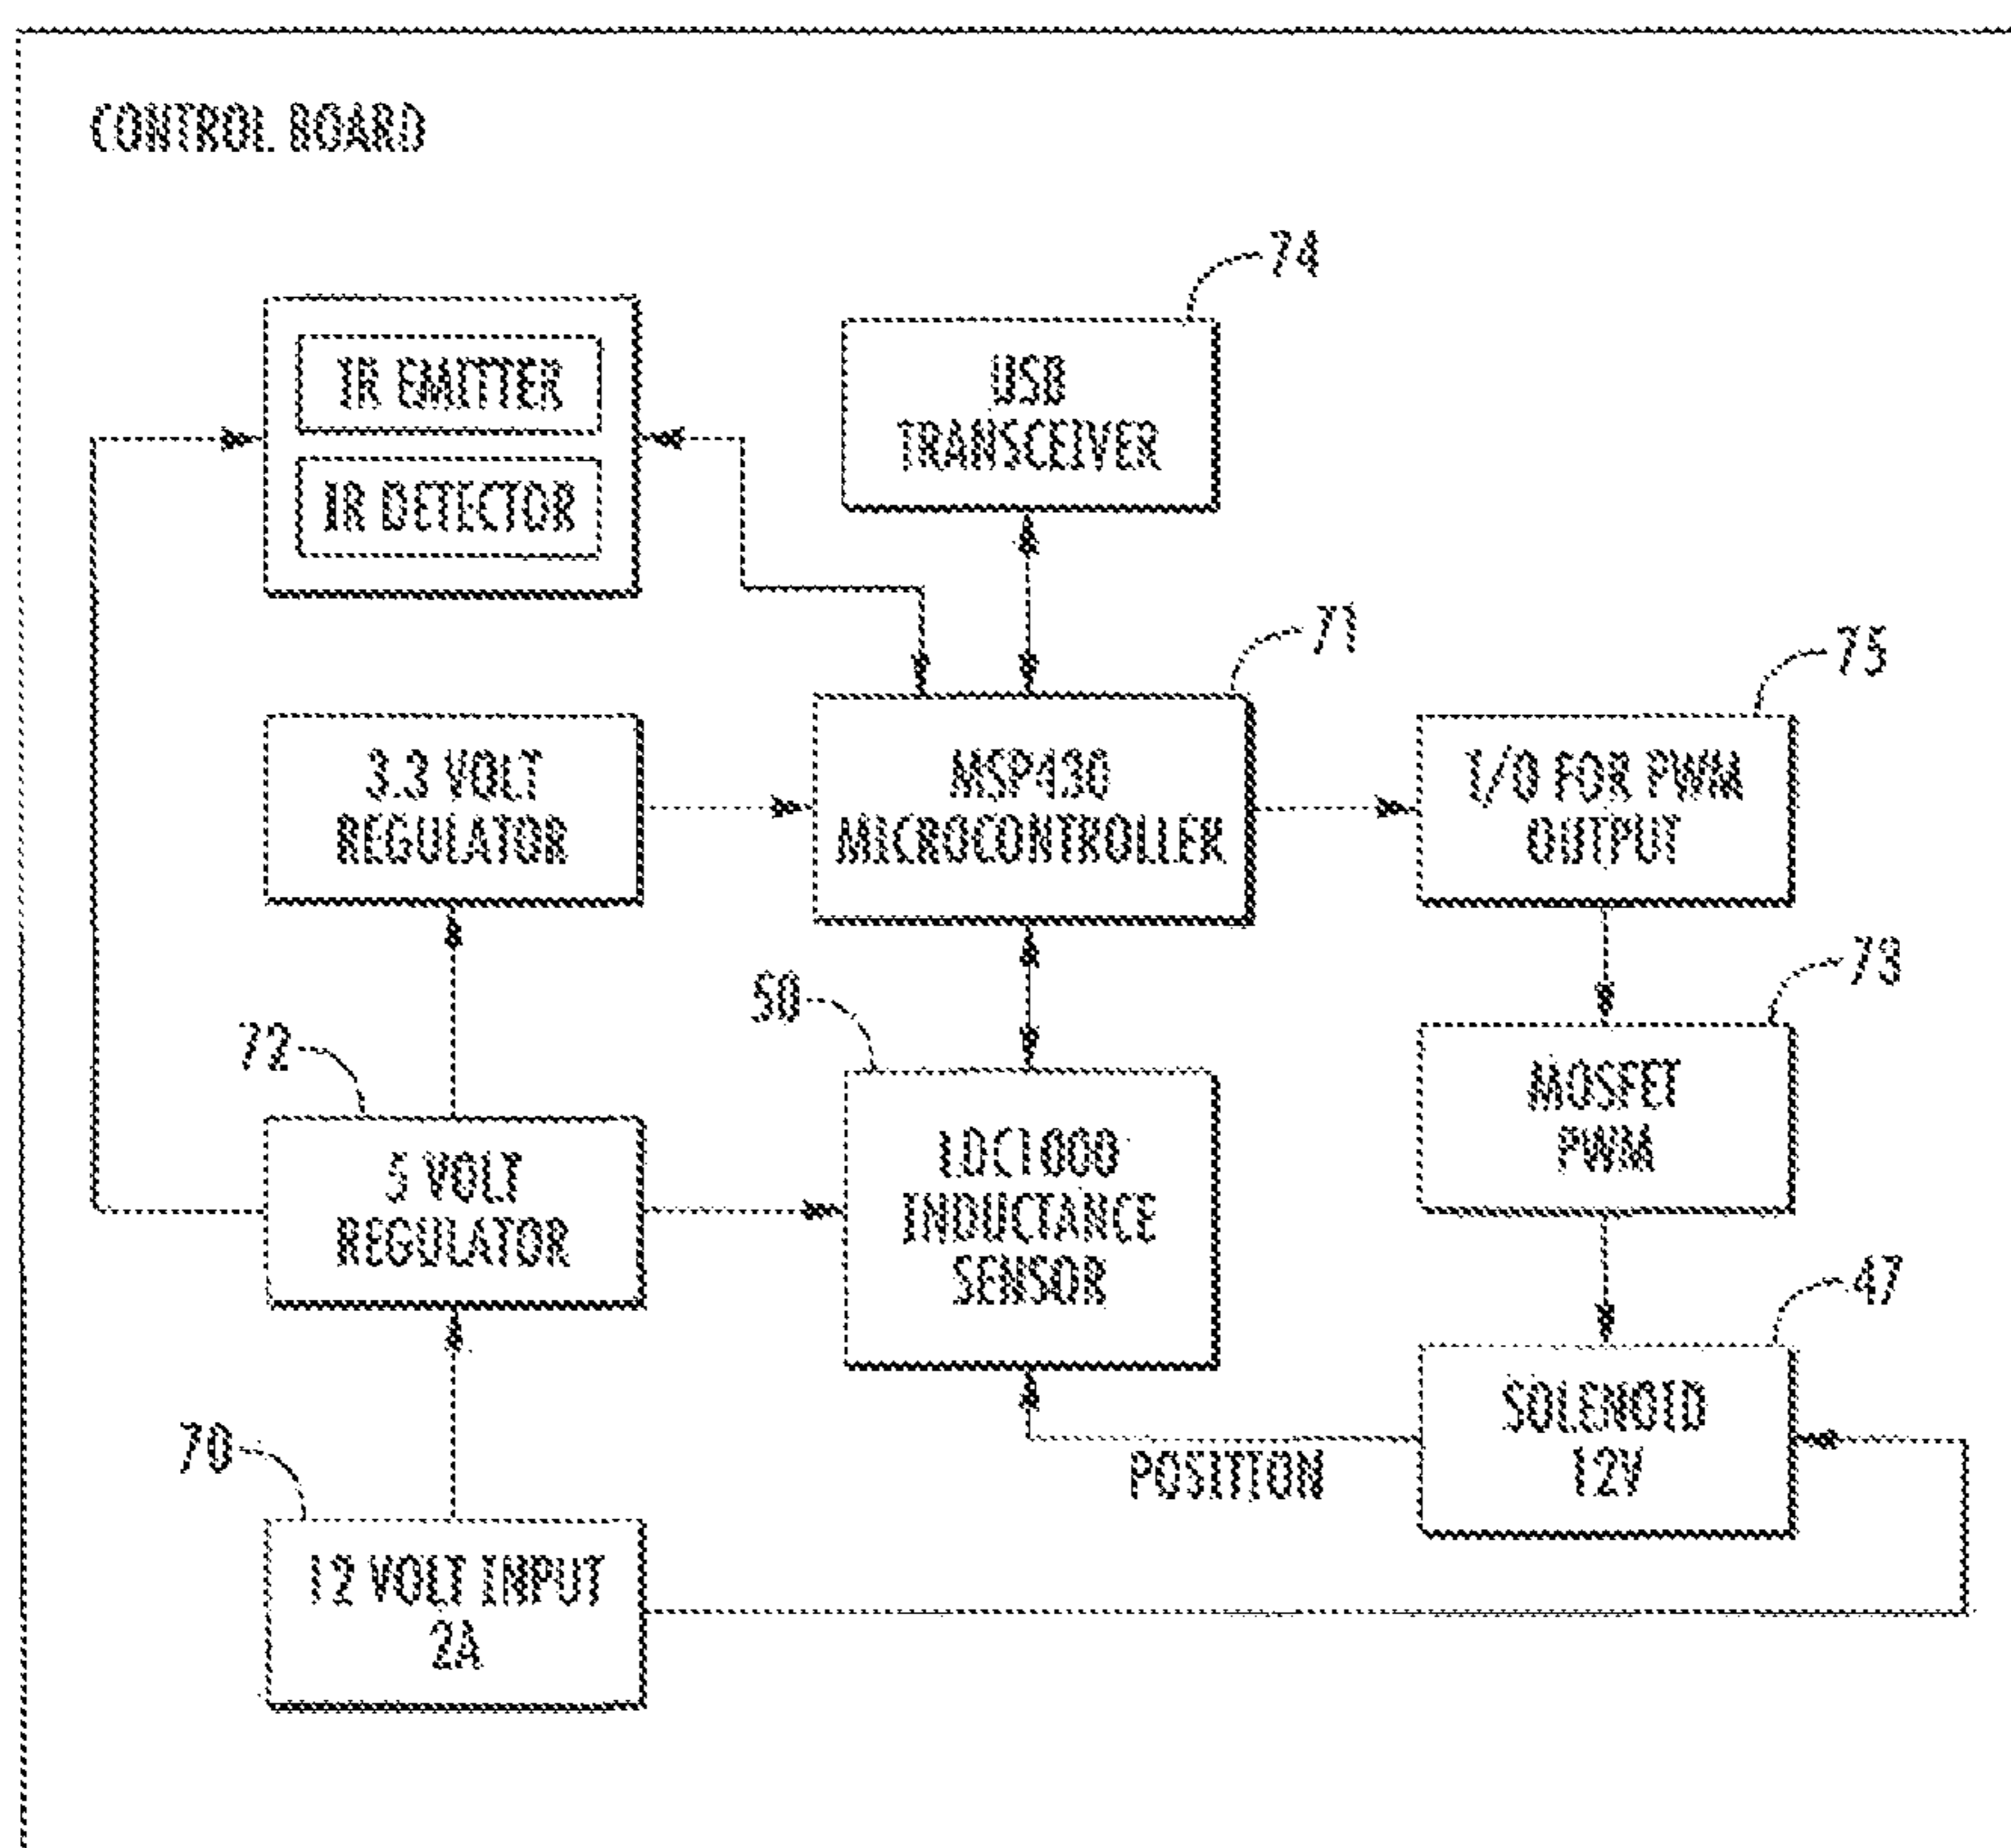 CONTROL BOARD
74
IR EMITTER
IR DETECTOR
USB
TRANSCEIVER
71
75
3.3 VOLT
REGULATOR
MSP430
MICROCONTROLLER
I/O FOR PWM
OUTPUT
73
50
72
MOSFET
PWM
5 VOLT
REGULATOR
LDC1000
INDUCTANCE
SENSOR
47
SOLENOID
12V
70
POSITION
12 VOLT INPUT
2A